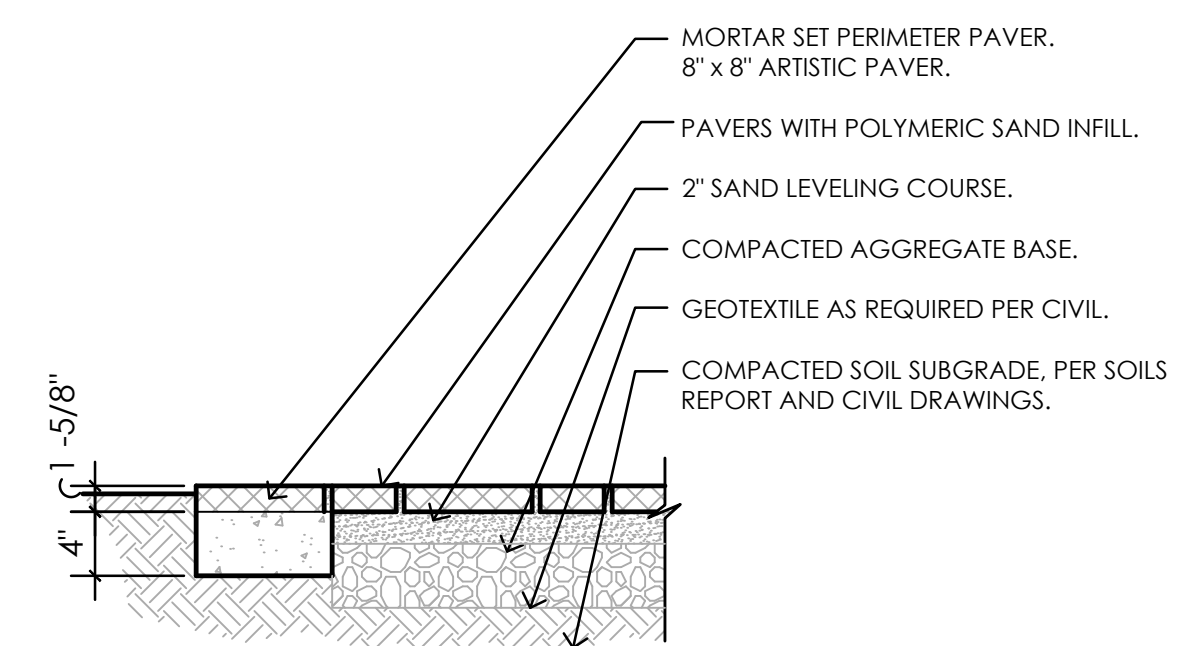 MORTAR SET PERIMETER PAVER.
8" x 8" ARTISTIC PAVER.
PAVERS WITH POLYMERIC SAND INFILL.
2" SAND LEVELING COURSE.
COMPACTED AGGREGATE BASE.
GEOTEXTILE AS REQUIRED PER CIVIL.
COMPACTED SOIL SUBGRADE, PER SOILS
REPORT AND CIVIL DRAWINGS.
1 -5/8"
4"